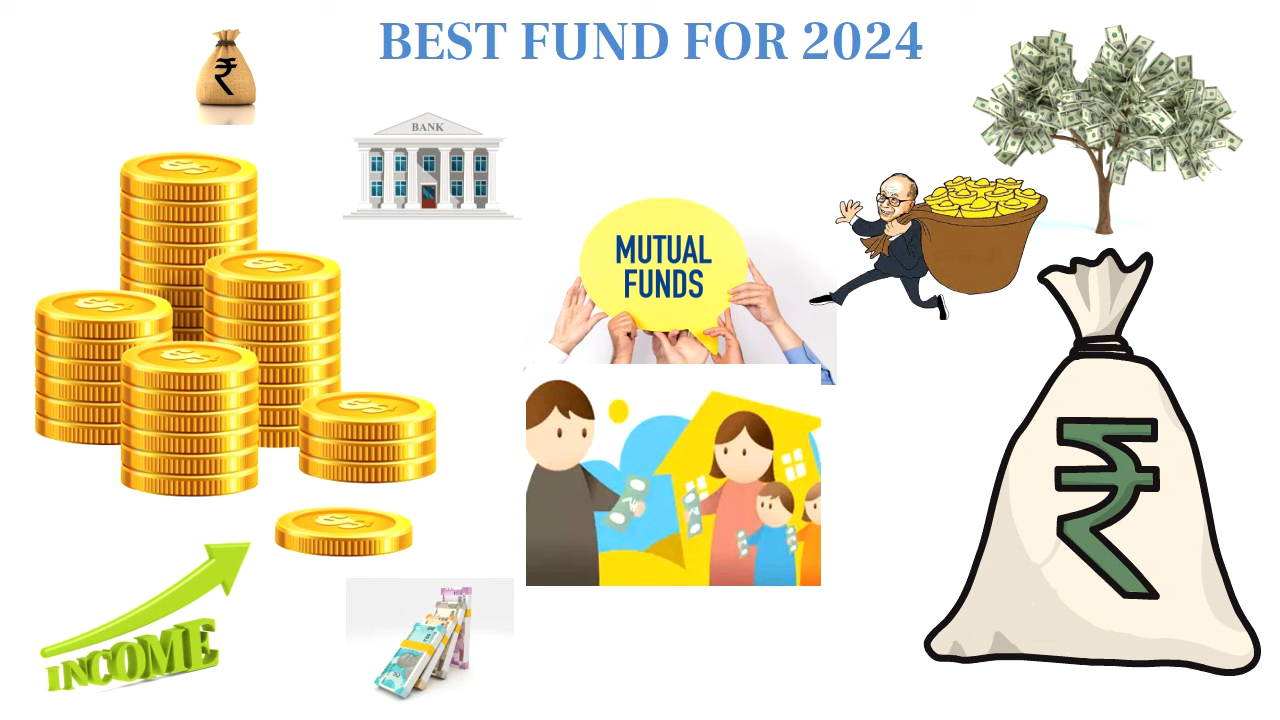 BEST FUND FOR 2024
₹
BANK
MUTUAL
FUNDS
₹
INCOME